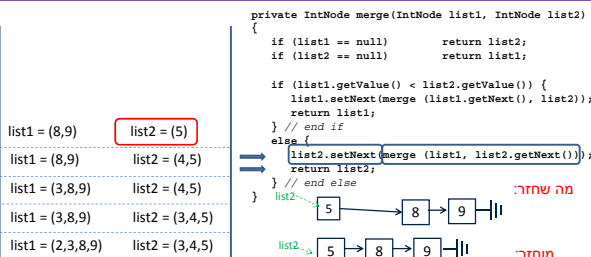 private IntNode merge(IntNode list1, IntNode list2)
{
if (list1 == null) return list2;
if (list2 == null) return list1;
if (list1.getValue() < list2.getValue()) {
list1.setNext(merge (list1.getNext(), list2));
return list1;
} // end if
else {
list2.setNext(merge (list1, list2.getNext()));
return list2;
} // end else
}
list1 = (8,9) list2 = (5)
list1 = (8,9) list2 = (4,5)
list1 = (3,8,9) list2 = (4,5)
list1 = (3,8,9) list2 = (3,4,5)
list1 = (2,3,8,9) list2 = (3,4,5)
מה שחזר:
list2
5 8 9
מוחזר:
list2
5 8 9